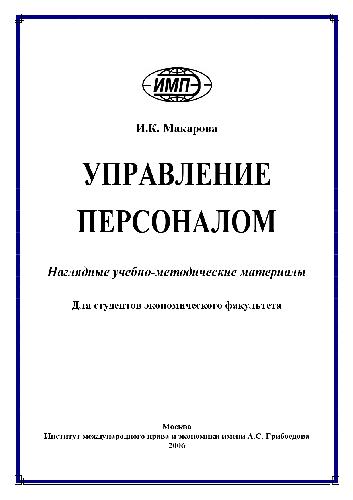 ИМПЭ
И.К. Макарова
УПРАВЛЕНИЕ
ПЕРСОНАЛОМ
Наглядные учебно-методические материалы
Для студентов экономического факультета
Москва
Институт международного права и экономики имени А.С. Грибоедова
2006